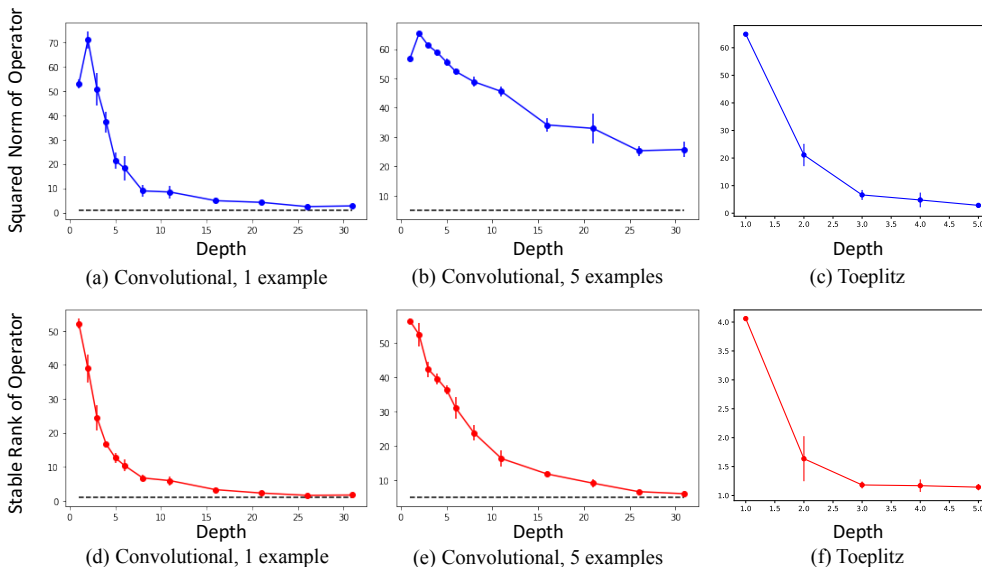 Squared Norm of Operator
70
60
50
40
30
20
10
0
0 5 10 15 20 25 30
Depth
(a) Convolutional, 1 example
70
60
50
40
30
20
10
0 5 10 15 20 25 30
Depth
(b) Convolutional, 5 examples
60
50
40
30
20
10
0
1.0 1.5 2.0 2.5 3.0 3.5 4.0 4.5 5.0
Depth
(c) Toeplitz
Stable Rank of Operator
50
40
30
20
10
0
0 5 10 15 20 25 30
Depth
(d) Convolutional, 1 example
50
40
30
20
10
0
0 5 10 15 20 25 30
Depth
(e) Convolutional, 5 examples
4.0
3.5
3.0
2.5
2.0
1.5
1.0
1.0 1.5 2.0 2.5 3.0 3.5 4.0 4.5 5.0
Depth
(f) Toeplitz